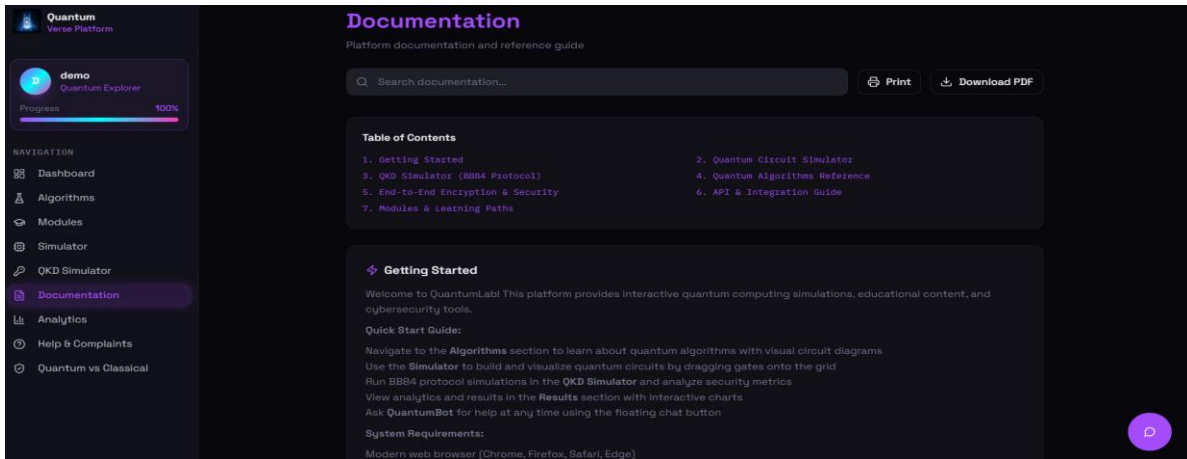 Quantum
Verse Platform
D
demo
Quantum Explorer
Progress 100%
NAVIGATION
Dashboard
Algorithms
Modules
Simulator
QKD Simulator
Documentation
Analytics
Help & Complaints
Quantum vs Classical
Documentation
Platform documentation and reference guide
Search documentation...
Print
Download PDF
Table of Contents
1. Getting Started
2. Quantum Circuit Simulator
3. QKD Simulator (BB84 Protocol)
4. Quantum Algorithms Reference
5. End-to-End Encryption & Security
6. API & Integration Guide
7. Modules & Learning Paths
Getting Started
Welcome to QuantumLab! This platform provides interactive quantum computing simulations, educational content, and
cybersecurity tools.
Quick Start Guide:
Navigate to the Algorithms section to learn about quantum algorithms with visual circuit diagrams
Use the Simulator to build and visualize quantum circuits by dragging gates onto the grid
Run BB84 protocol simulations in the QKD Simulator and analyze security metrics
View analytics and results in the Results section with interactive charts
Ask QuantumBot for help at any time using the floating chat button
System Requirements:
Modern web browser (Chrome, Firefox, Safari, Edge)